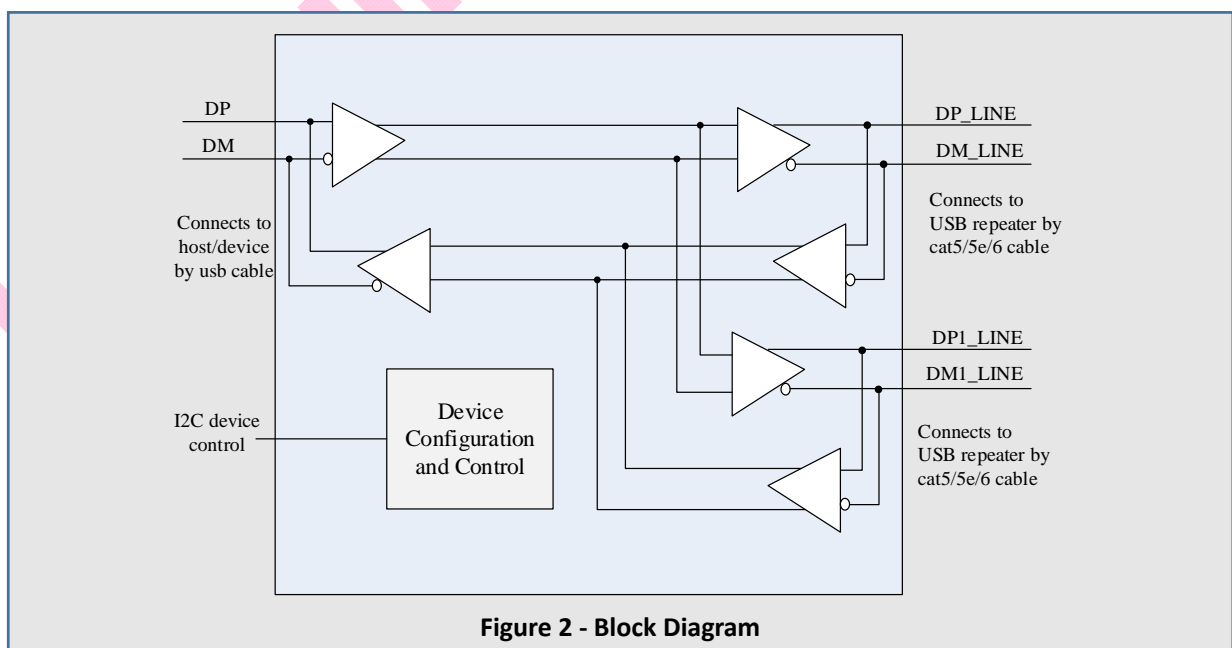 DP
DM
Connects to
host/device
by usb cable
I2C device
control
Device
Configuration
and Control
DP_LINE
DM_LINE
Connects to
USB repeater by
cat5/5e/6 cable
DP1_LINE
DM1_LINE
Connects to
USB repeater by
cat5/5e/6 cable
Figure 2 - Block Diagram